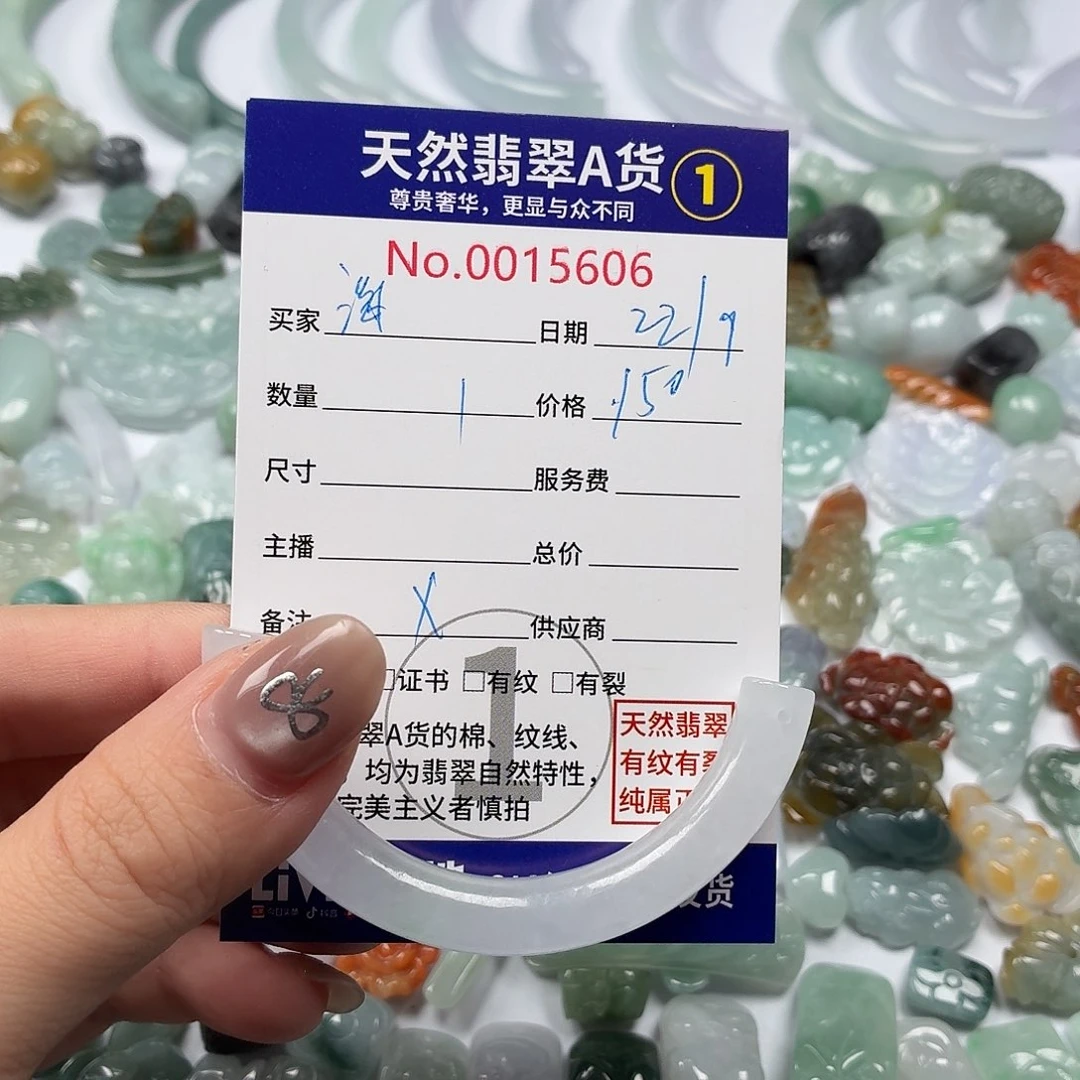 天然翡翠A货 1
尊贵奢华，更显与众不同
No.0015606
买家 日期 22/9
数量 1 价格 150
尺寸 服务费
主播 总价
备注 X 供应商
1
□证书 □有纹 □有裂
翠A货的棉、纹线、
均为翡翠自然特性，
完美主义者慎拍
天然翡翠
有纹有裂
纯属正